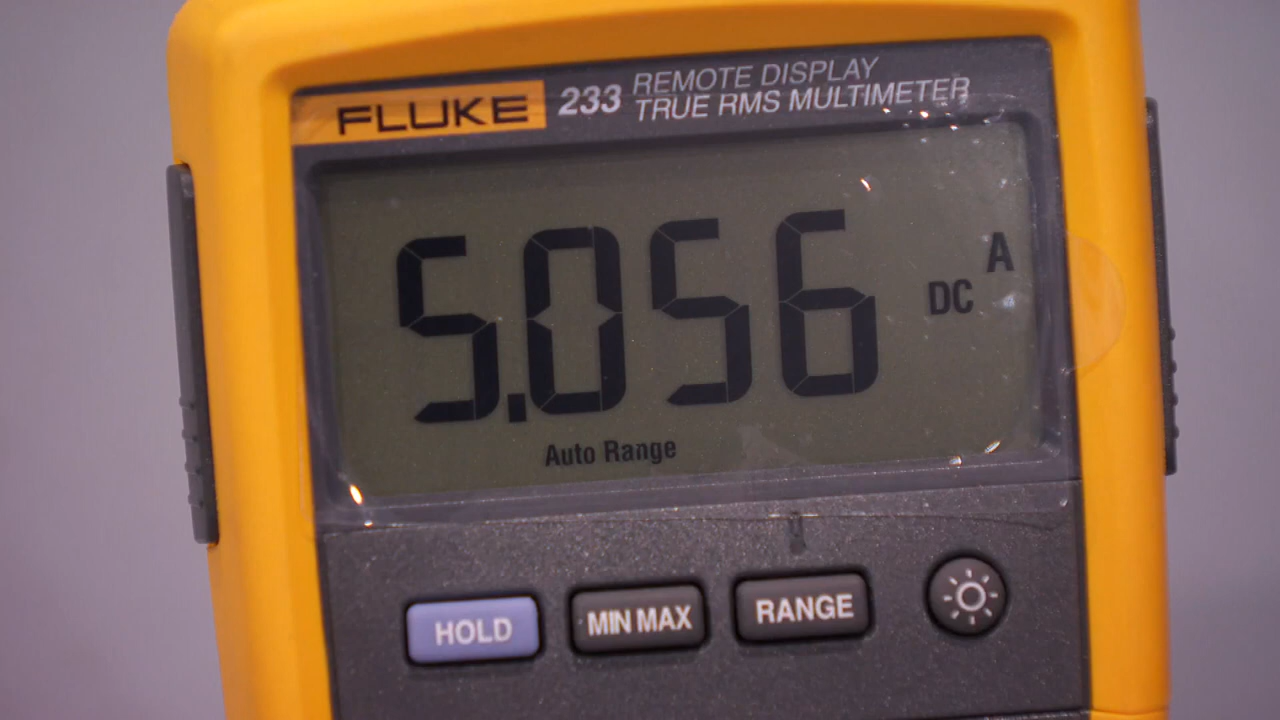 FLUKE 233 REMOTE DISPLAY
TRUE RMS MULTIMETER
5.056 A
DC
Auto Range
HOLD MIN MAX RANGE